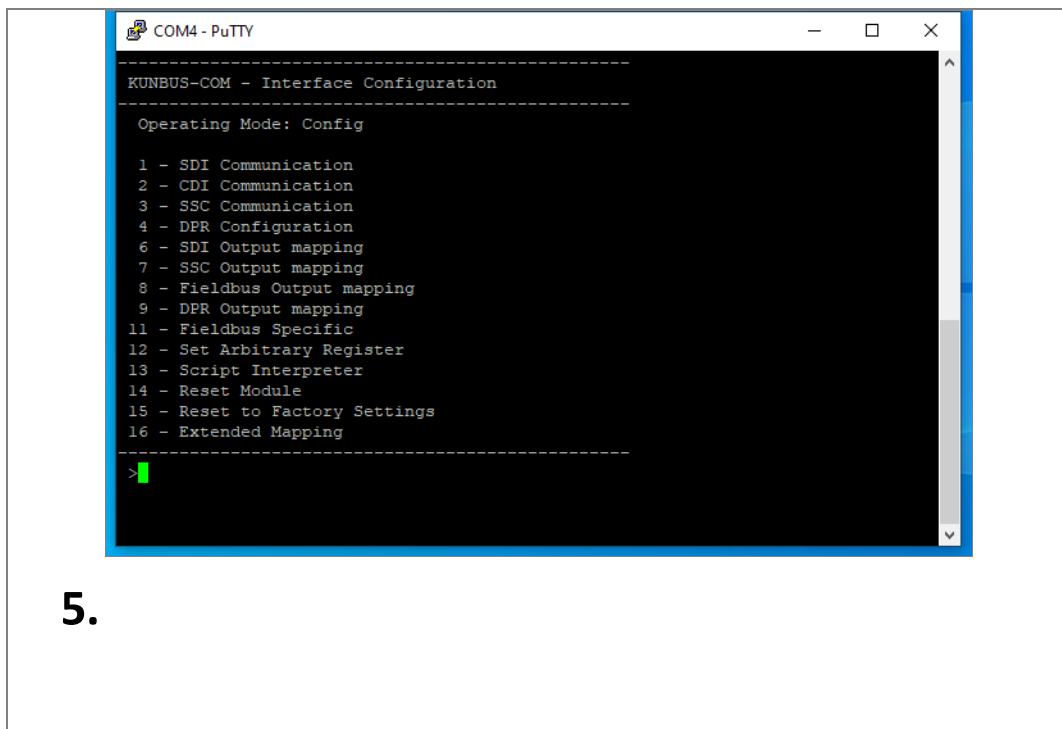 COM4 - PuTTY
--------------------------------------------------
KUNBUS-COM - Interface Configuration
--------------------------------------------------
Operating Mode: Config
1 - SDI Communication
2 - CDI Communication
3 - SSC Communication
4 - DPR Configuration
6 - SDI Output mapping
7 - SSC Output mapping
8 - Fieldbus Output mapping
9 - DPR Output mapping
11 - Fieldbus Specific
12 - Set Arbitrary Register
13 - Script Interpreter
14 - Reset Module
15 - Reset to Factory Settings
16 - Extended Mapping
--------------------------------------------------
>
5.